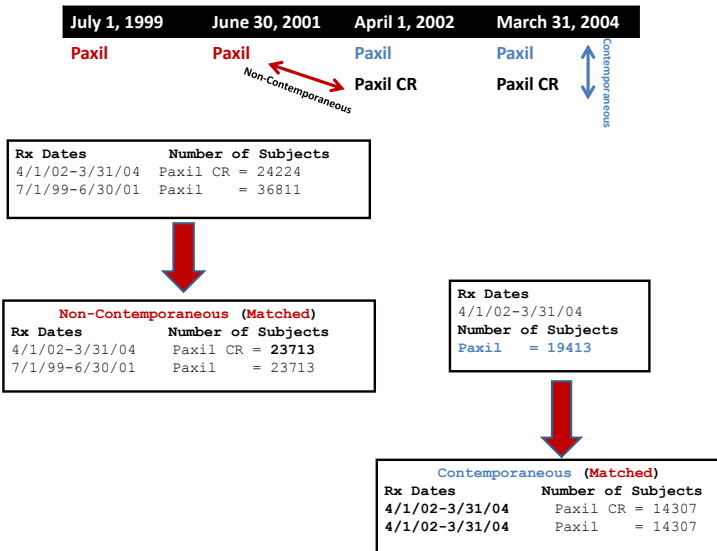 July 1, 1999 June 30, 2001 April 1, 2002 March 31, 2004
Paxil Paxil Paxil Paxil
Non-Contemporaneous
Paxil CR Paxil CR
Contemporaneous
Rx Dates Number of Subjects
4/1/02-3/31/04 Paxil CR = 24224
7/1/99-6/30/01 Paxil = 36811
Non-Contemporaneous (Matched)
Rx Dates Number of Subjects
4/1/02-3/31/04 Paxil CR = 23713
7/1/99-6/30/01 Paxil = 23713
Rx Dates
4/1/02-3/31/04
Number of Subjects
Paxil = 19413
Contemporaneous (Matched)
Rx Dates Number of Subjects
4/1/02-3/31/04 Paxil CR = 14307
4/1/02-3/31/04 Paxil = 14307